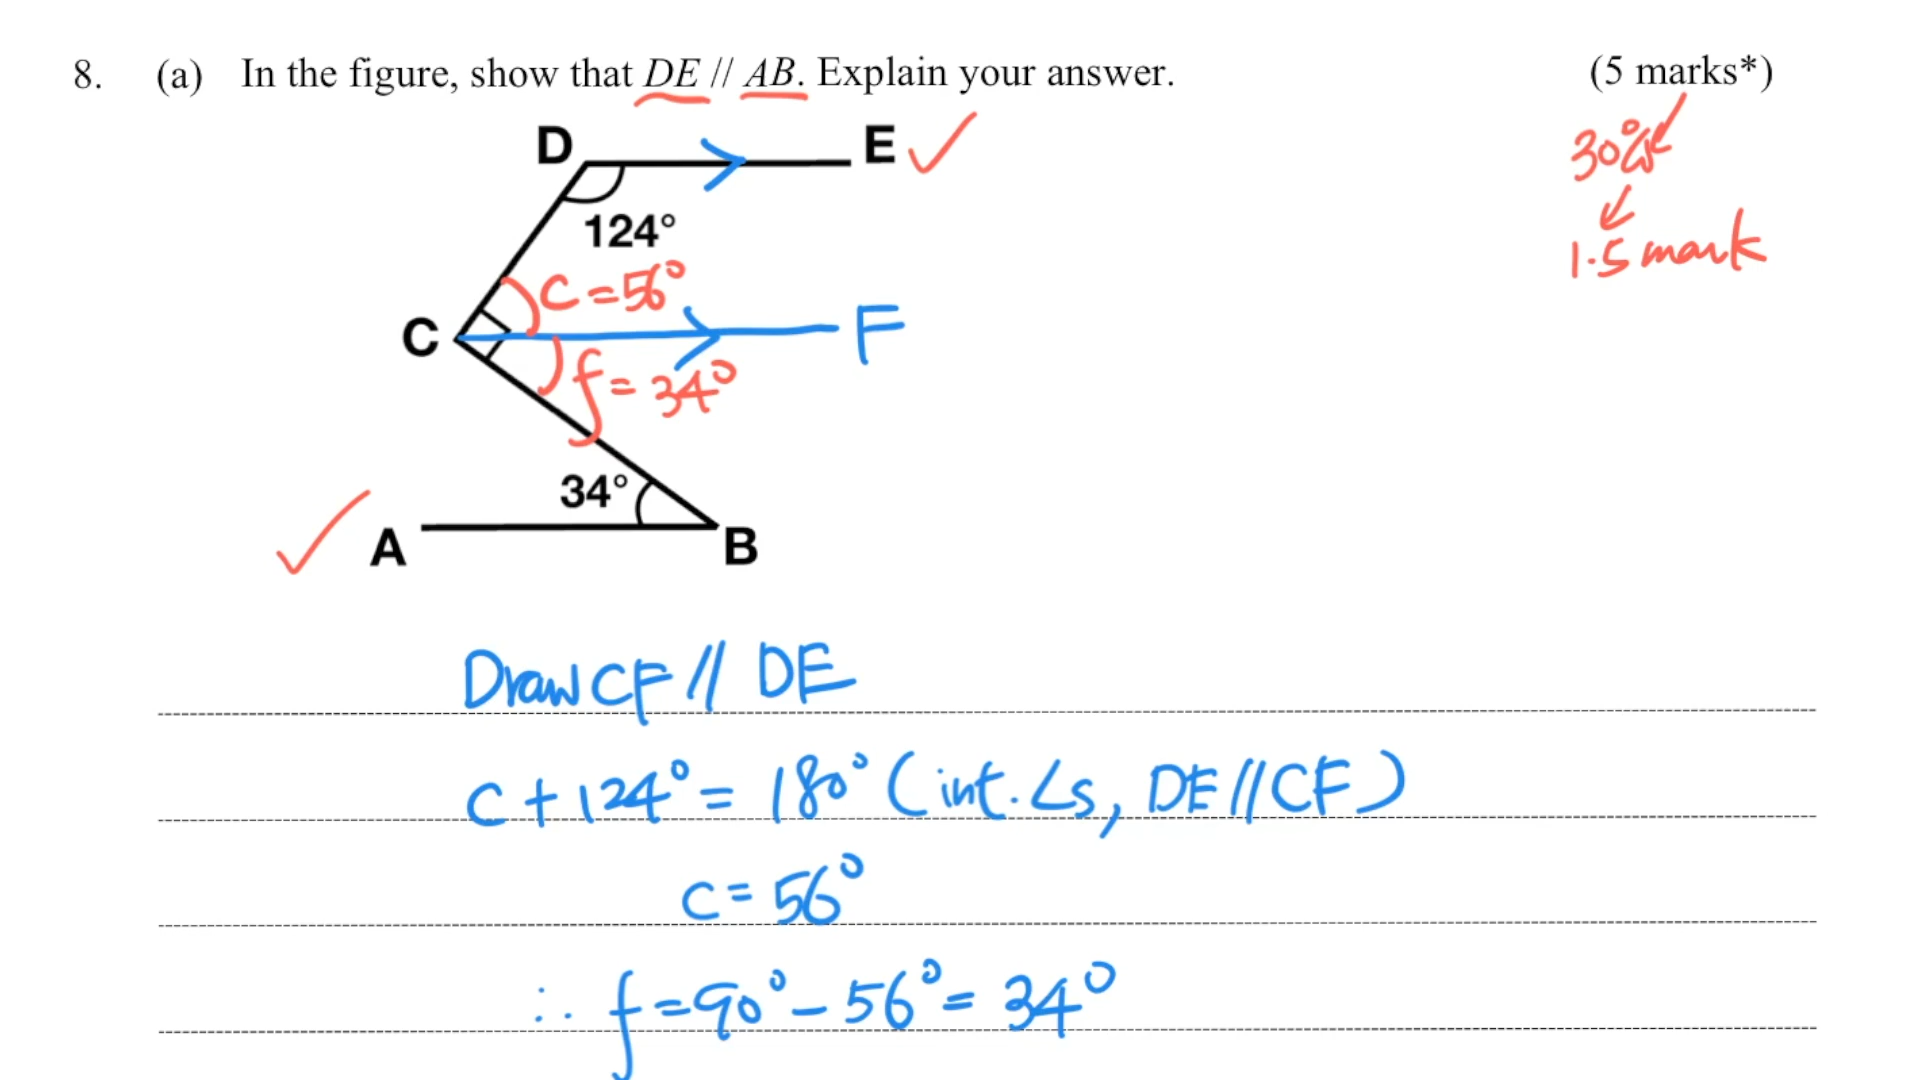 8. (a) In the figure, show that DE // AB. Explain your answer. (5 marks*)
D E
30%
124°
1.5 mark
c = 56°
C F
f = 34°
34°
A B
Draw CF // DE
c + 124° = 180° (int. ∠s, DE // CF)
c = 56°
∴ f = 90° - 56° = 34°